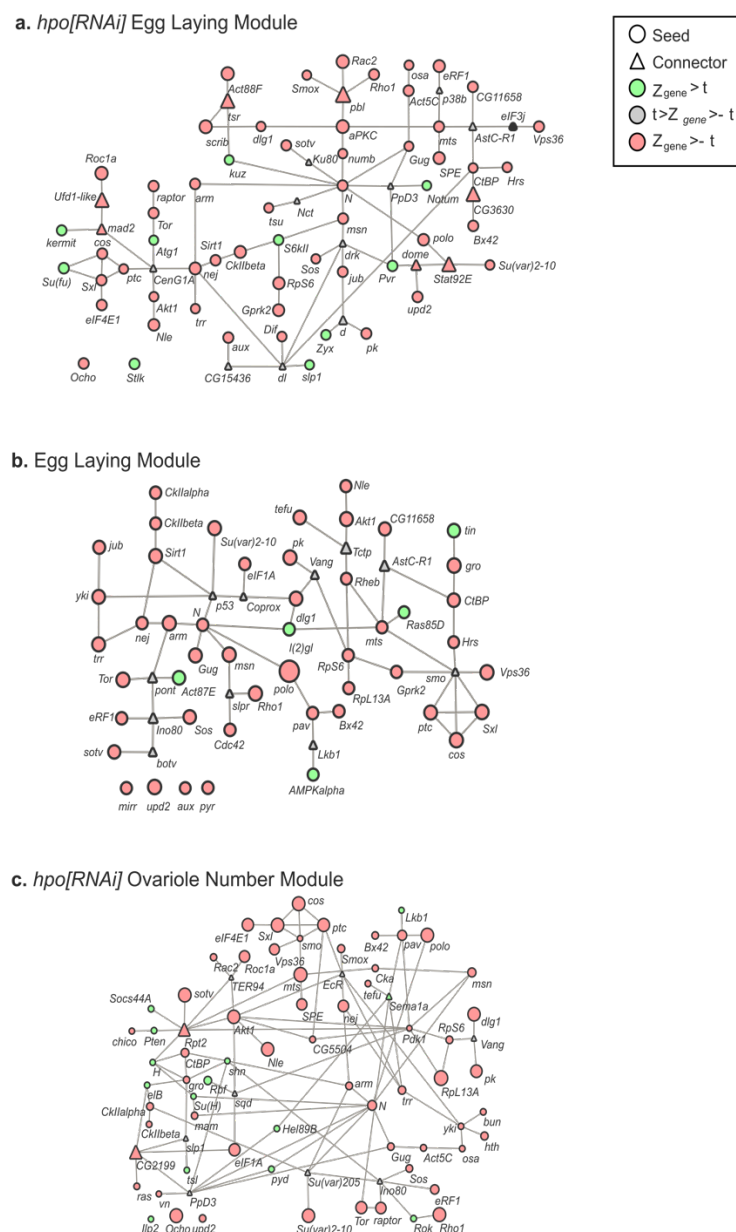 a. hpo[RNAi] Egg Laying Module
Seed
Connector
Zgene > t
t>Z gene >- t
Zgene >- t
Rac2
Smox
Rho1
osa
eRF1
Act88F
tsr
pbl
Act5C
p38b
CG11658
eIF3j
scrib
dlg1
aPKC
mts
AstC-R1
Vps36
sotv
Ku80
numb
Gug
SPE
CtBP
Hrs
Roc1a
kuz
raptor
arm
N
PpD3
Notum
CG3630
Ufd1-like
Nct
tsu
mad2
Tor
msn
polo
Bx42
kermit
cos
Atg1
Sirt1
S6kII
drk
dome
CkIIbeta
Su(fu)
Sxl
ptc
CenG1A
nej
Sos
jub
Pvr
Stat92E
Su(var)2-10
RpS6
eIF4E1
Akt1
trr
Gprk2
upd2
Nle
Dif
d
aux
Zyx
pk
Ocho
Stlk
CG15436
dl
slp1
b. Egg Laying Module
CkIIalpha
Nle
tefu
Akt1
CG11658
CkIIbeta
Su(var)2-10
tin
jub
pk
Vang
Tctp
AstC-R1
gro
Sirt1
eIF1A
Rheb
yki
p53
Coprox
CtBP
dlg1
Ras85D
N
mts
trr
nej
arm
l(2)gl
Hrs
Gug
msn
RpS6
smo
Vps36
Tor
pont
Act87E
polo
RpL13A
Gprk2
slpr
Rho1
eRF1
Ino80
Sos
pav
Bx42
ptc
Sxl
Cdc42
cos
sotv
botv
Lkb1
AMPKalpha
mirr
upd2
aux
pyr
c. hpo[RNAi] Ovariole Number Module
cos
Lkb1
eIF4E1
Sxl
ptc
smo
Bx42
pav
polo
Vps36
Smox
Rac2
Roc1a
Cka
msn
TER94
mts
EcR
tefu
Sema1a
Socs44A
sotv
SPE
nej
dlg1
chico
Pten
Rpt2
Akt1
Pdk1
RpS6
Vang
CG5504
Nle
CtBP
H
shn
RpL13A
pk
gro
Rbf
arm
elB
sqd
trr
Su(H)
N
CkIIalpha
mam
Hel89B
yki
bun
CkIIbeta
hth
slp1
CG2199
eIF1A
Gug
Act5C
osa
tsl
pyd
Su(var)205
Ino80
Sos
ras
vn
PpD3
eRF1
Ilp2
Ocho
upd2
Su(var)2-10
Tor
raptor
Rok
Rho1